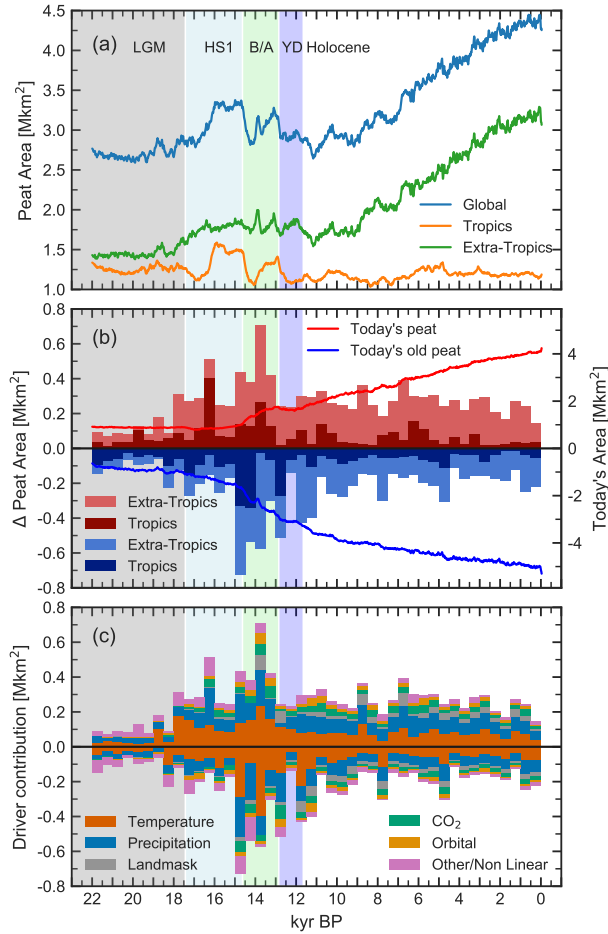 4.5
4.0
3.5
3.0
2.5
2.0
1.5
1.0
Peat Area [Mkm²]
(a)
LGM
HS1
B/A
YD
Holocene
Global
Tropics
Extra-Tropics
0.8
0.6
0.4
0.2
0.0
-0.2
-0.4
-0.6
-0.8
Δ Peat Area [Mkm²]
(b)
Today's peat
Today's old peat
Extra-Tropics
Tropics
Extra-Tropics
Tropics
4
2
0
-2
-4
Today's Area [Mkm²]
0.8
0.6
0.4
0.2
0.0
-0.2
-0.4
-0.6
-0.8
Driver contribution [Mkm²]
(c)
Temperature
Precipitation
Landmask
CO₂
Orbital
Other/Non Linear
22 20 18 16 14 12 10 8 6 4 2 0
kyr BP